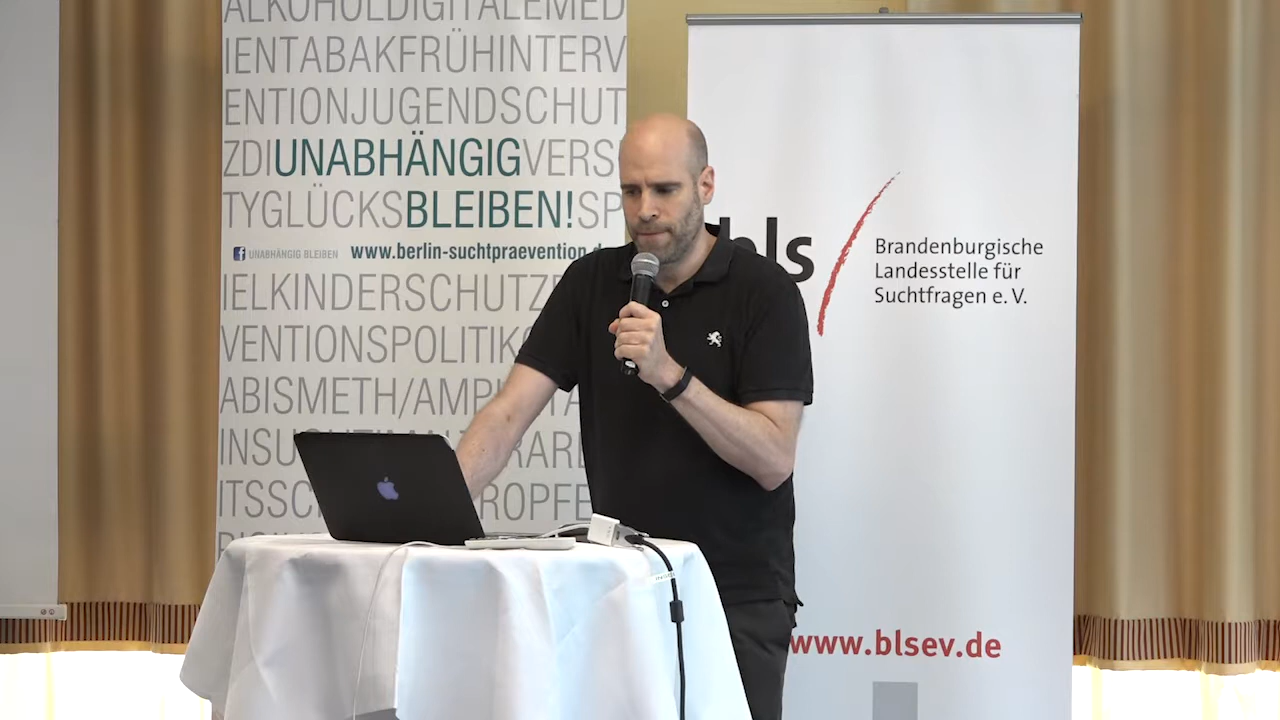 ALKOHOLDIGITALEMED
IENTABAKFRÜHINTERV
ENTIONJUGENDSCHUT
ZDIUNABHÄNGIGVERS
TYGLÜCKSBLEIBEN!SP
UNABHÄNGIG BLEIBEN www.berlin-suchtpraevention.d
IELKINDERSCHUTZ
VENTIONSPOLITIK
ABISMETH/AMP
INSU
ITSSC
ROPFE
bls
Brandenburgische
Landesstelle für
Suchtfragen e. V.
www.blsev.de